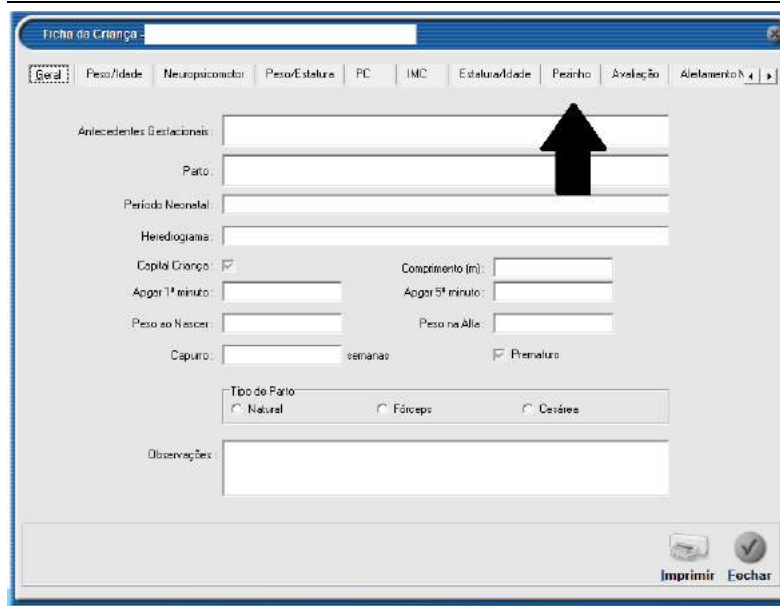 Ficha da Criança -
Geral Peso/Idade Neuropsicomotor Peso/Estatura PC IMC Estatura/Idade Pezinho Avaliação Aleitamento
Antecedentes Gestacionais:
Parto:
Período Neonatal:
Heredograma:
Capital Criança: Comprimento (m):
Apgar 1º minuto: Apgar 5º minuto:
Peso ao Nascer: Peso na Alta:
Capurro: semanas Prematuro
Tipo de Parto
Natural Fórceps Cesárea
Observações:
Imprimir Fechar